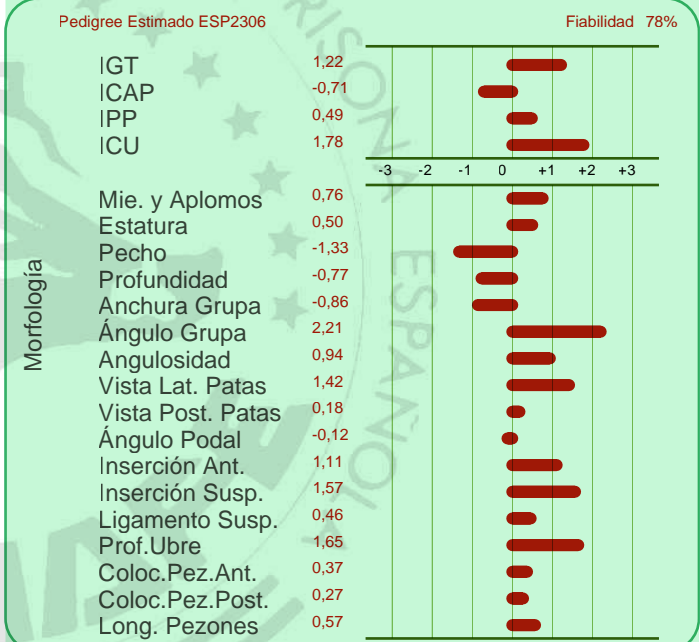 Pedigree Estimado ESP2306 Fiabilidad 78%
IGT 1,22
ICAP -0,71
IPP 0,49
ICU 1,78
-3 -2 -1 0 +1 +2 +3
Morfología
Mie. y Aplomos 0,76
Estatura 0,50
Pecho -1,33
Profundidad -0,77
Anchura Grupa -0,86
Ángulo Grupa 2,21
Angulosidad 0,94
Vista Lat. Patas 1,42
Vista Post. Patas 0,18
Ángulo Podal -0,12
Inserción Ant. 1,11
Inserción Susp. 1,57
Ligamento Susp. 0,46
Prof.Ubre 1,65
Coloc.Pez.Ant. 0,37
Coloc.Pez.Post. 0,27
Long. Pezones 0,57
ESPAÑOLA